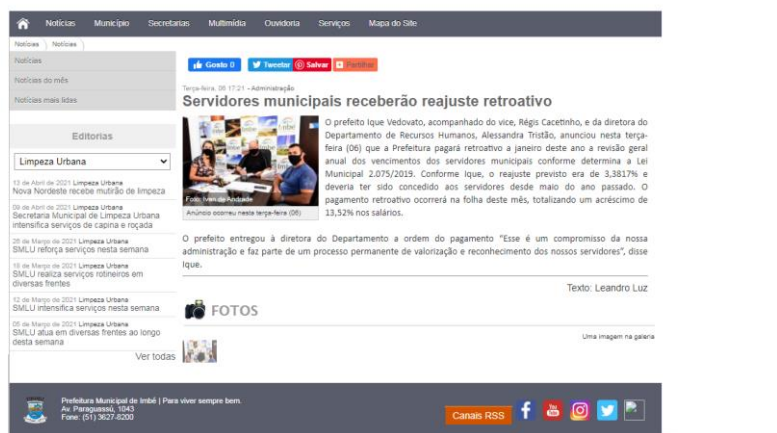 Notícias Município Secretarias Multimídia Ouvidoria Serviços Mapa do Site
Notícias Notícias
Notícias
Notícias do mês
Notícias mais lidas
Editorias
Limpeza Urbana
13 de Abril de 2021 Limpeza Urbana
Nova Nordeste recebe mutirão de limpeza
09 de Abril de 2021 Limpeza Urbana
Secretaria Municipal de Limpeza Urbana
intensifica serviços de capina e roçada
26 de Março de 2021 Limpeza Urbana
SMLU reforça serviços nesta semana
18 de Março de 2021 Limpeza Urbana
SMLU realiza serviços rotineiros em
diversas frentes
12 de Março de 2021 Limpeza Urbana
SMLU intensifica serviços nesta semana
05 de Março de 2021 Limpeza Urbana
SMLU atua em diversas frentes ao longo
desta semana
Ver todas
Gosto 0 Tweetar Salvar Partilhar
Terça-feira, 06 17:21 - Administração
Servidores municipais receberão reajuste retroativo
Imbé
Foto: Ivan de Andrade
Anúncio ocorreu nesta terça-feira (06)
O prefeito Ique Vedovato, acompanhado do vice, Régis Cacetinho, e da diretora do
Departamento de Recursos Humanos, Alessandra Tristão, anunciou nesta terça-
feira (06) que a Prefeitura pagará retroativo a janeiro deste ano a revisão geral
anual dos vencimentos dos servidores municipais conforme determina a Lei
Municipal 2.075/2019. Conforme Ique, o reajuste previsto era de 3,3817% e
deveria ter sido concedido aos servidores desde maio do ano passado. O
pagamento retroativo ocorrerá na folha deste mês, totalizando um acréscimo de
13,52% nos salários.
O prefeito entregou à diretora do Departamento a ordem do pagamento "Esse é um compromisso da nossa
administração e faz parte de um processo permanente de valorização e reconhecimento dos nossos servidores", disse
Ique.
Texto: Leandro Luz
FOTOS
Uma imagem na galeria
Prefeitura Municipal de Imbé | Para viver sempre bem.
Av. Paraguassú, 1043
Fone: (51) 3627-8200
Canais RSS